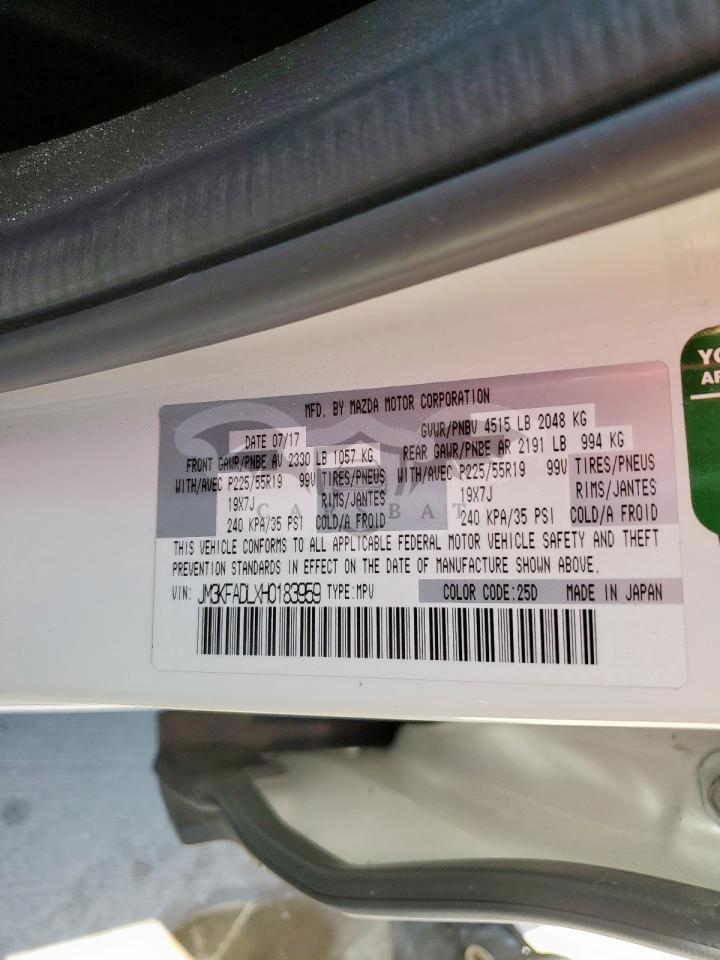 MFD. BY MAZDA MOTOR CORPORATION
DATE 07/17 GVWR/PNBV 4515 LB 2048 KG
FRONT GAWR/PNBE AV 2330 LB 1057 KG REAR GAWR/PNBE AR 2191 LB 994 KG
WITH/AVEC P225/55R19 99V TIRES/PNEUS WITH/AVEC P225/55R19 99V TIRES/PNEUS
19X7J RIMS/JANTES 19X7J RIMS/JANTES
240 KPA/35 PSI COLD/A FROID 240 KPA/35 PSI COLD/A FROID
CARSBAT
THIS VEHICLE CONFORMS TO ALL APPLICABLE FEDERAL MOTOR VEHICLE SAFETY AND THEFT
PREVENTION STANDARDS IN EFFECT ON THE DATE OF MANUFACTURE SHOWN ABOVE.
VIN: JM3KFADLXH0183959 TYPE:MPV COLOR CODE:25D MADE IN JAPAN